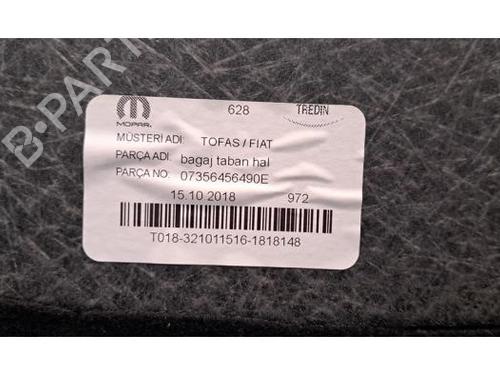 B-PARTS
MOPAR. 628 TREDIN
MÜSTERİ ADI: TOFAS / FIAT
PARÇA ADI: bagaj taban hal
PARÇA NO: 07356456490E
15.10.2018 972
T018-321011516-1818148